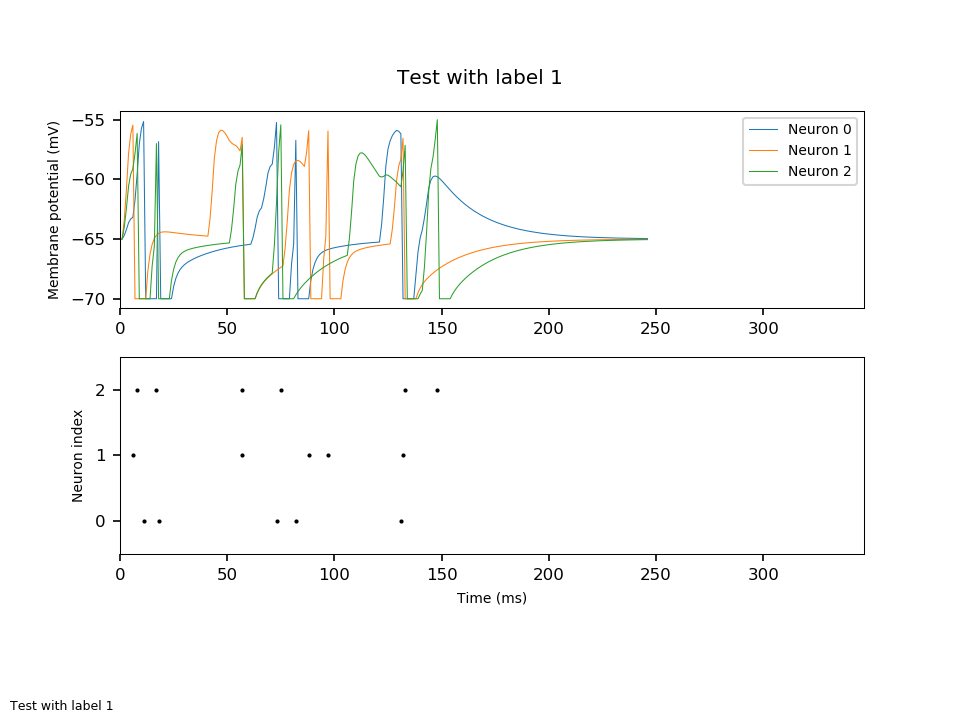 Test with label 1
Membrane potential (mV)
−55
−60
−65
−70
Neuron 0
Neuron 1
Neuron 2
0 50 100 150 200 250 300
Neuron index
2
1
0
0 50 100 150 200 250 300
Time (ms)
Test with label 1